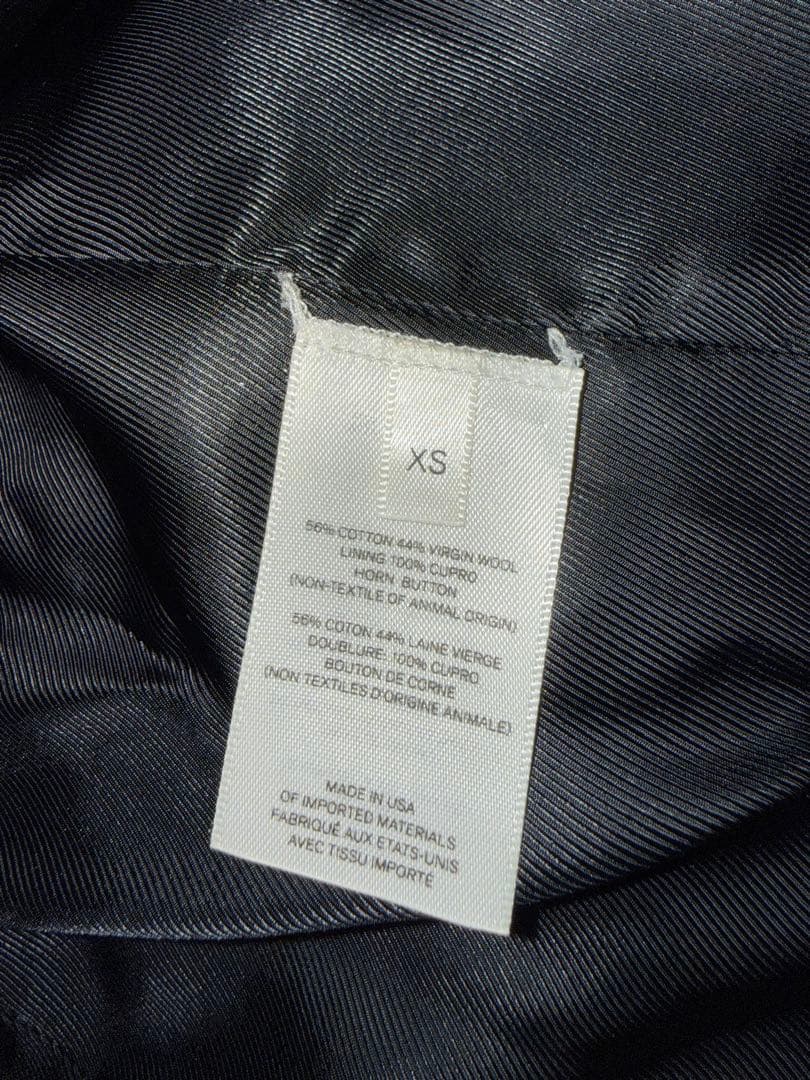 XS
56% COTTON 44% VIRGIN WOOL
LINING 100% CUPRO
HORN BUTTON
(NON-TEXTILE OF ANIMAL ORIGIN)
56% COTON 44% LAINE VIERGE
DOUBLURE: 100% CUPRO
BOUTON DE CORNE
(NON TEXTILES D'ORIGINE ANIMALE)
MADE IN USA
OF IMPORTED MATERIALS
FABRIQUÉ AUX ETATS-UNIS
AVEC TISSU IMPORTÉ